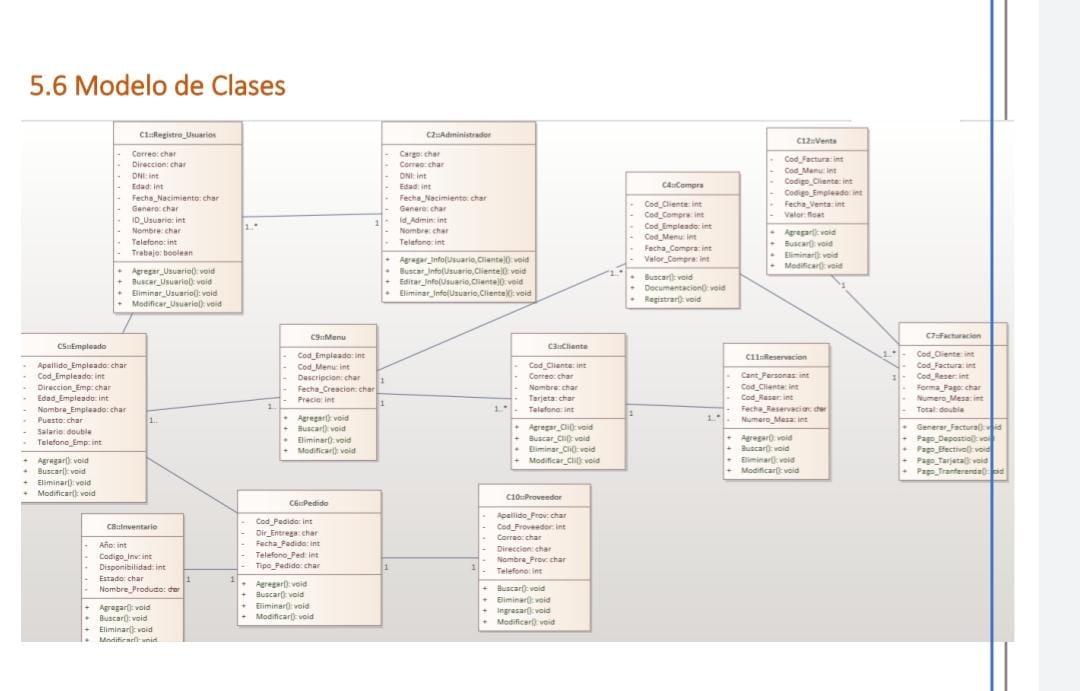 5.6 Modelo de Clases
C1::Registro_Usuarios
- Correo: char
- Direccion: char
- DNI: int
- Edad: int
- Fecha_Nacimiento: char
- Genero: char
- ID_Usuario: int
- Nombre: char
- Telefono: int
- Trabajo: boolean
+ Agregar_Usuario(): void
+ Buscar_Usuario(): void
+ Eliminar_Usuario(): void
+ Modificar_Usuario(): void
1..*
1
C2::Administrador
- Cargo: char
- Correo: char
- DNI: int
- Edad: int
- Fecha_Nacimiento: char
- Genero: char
- Id_Admin: int
- Nombre: char
- Telefono: int
+ Agregar_Info(Usuario,Cliente)(): void
+ Buscar_Info(Usuario,Cliente)(): void
+ Editar_Info(Usuario,Cliente)(): void
+ Eliminar_Info(Usuario,Cliente)(): void
C4::Compra
- Cod_Cliente: int
- Cod_Compra: int
- Cod_Empleado: int
- Cod_Menu: int
- Fecha_Compra: int
- Valor_Compra: int
+ Buscar(): void
+ Documentacion(): void
+ Registrar(): void
1..*
C12::Venta
- Cod_Factura: int
- Cod_Menu: int
- Codigo_Cliente: int
- Codigo_Empleado: int
- Fecha_Venta: int
- Valor: float
+ Agregar(): void
+ Buscar(): void
+ Eliminar(): void
+ Modificar(): void
1
C5::Empleado
- Apellido_Empleado: char
- Cod_Empleado: int
- Direccion_Emp: char
- Edad_Empleado: int
- Nombre_Empleado: char
- Puesto: char
- Salario: double
- Telefono_Emp: int
+ Agregar(): void
+ Buscar(): void
+ Eliminar(): void
+ Modificar(): void
1..
1..
C9::Menu
- Cod_Empleado: int
- Cod_Menu: int
- Descripcion: char
- Fecha_Creacion: char
- Precio: int
+ Agregar(): void
+ Buscar(): void
+ Eliminar(): void
+ Modificar(): void
1
1
1..*
C3::Cliente
- Cod_Cliente: int
- Correo: char
- Nombre: char
- Tarjeta: char
- Telefono: int
+ Agregar_Cli(): void
+ Buscar_Cli(): void
+ Eliminar_Cli(): void
+ Modificar_Cli(): void
1
1..*
C11::Reservacion
- Cant_Personas: int
- Cod_Cliente: int
- Cod_Reser: int
- Fecha_Reservacion: char
- Numero_Mesa: int
+ Agregar(): void
+ Buscar(): void
+ Eliminar(): void
+ Modificar(): void
1..*
1
C7::Facturacion
- Cod_Cliente: int
- Cod_Factura: int
- Cod_Reser: int
- Forma_Pago: char
- Numero_Mesa: int
- Total: double
+ Generar_Factura(): void
+ Pago_Depostio(): void
+ Pago_Efectivo(): void
+ Pago_Tarjeta(): void
+ Pago_Tranferenda(): void
C8::Inventario
- Año: int
- Codigo_Inv: int
- Disponibilidad: int
- Estado: char
- Nombre_Producto: char
+ Agregar(): void
+ Buscar(): void
+ Eliminar(): void
+ Modificar(): void
1
1
C6::Pedido
- Cod_Pedido: int
- Dir_Entrega: char
- Fecha_Pedido: int
- Telefono_Ped: int
- Tipo_Pedido: char
+ Agregar(): void
+ Buscar(): void
+ Eliminar(): void
+ Modificar(): void
1
1
C10::Proveedor
- Apellido_Prov: char
- Cod_Proveedor: int
- Correo: char
- Direccion: char
- Nombre_Prov: char
- Telefono: int
+ Buscar(): void
+ Eliminar(): void
+ Ingresar(): void
+ Modificar(): void